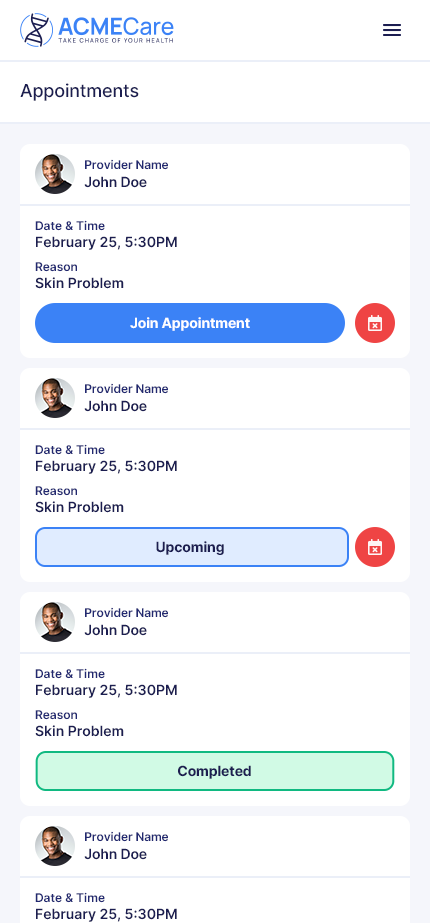 ACMECare
TAKE CHARGE OF YOUR HEALTH
Appointments
Provider Name
John Doe
Date & Time
February 25, 5:30PM
Reason
Skin Problem
Join Appointment
Provider Name
John Doe
Date & Time
February 25, 5:30PM
Reason
Skin Problem
Upcoming
Provider Name
John Doe
Date & Time
February 25, 5:30PM
Reason
Skin Problem
Completed
Provider Name
John Doe
Date & Time
February 25, 5:30PM